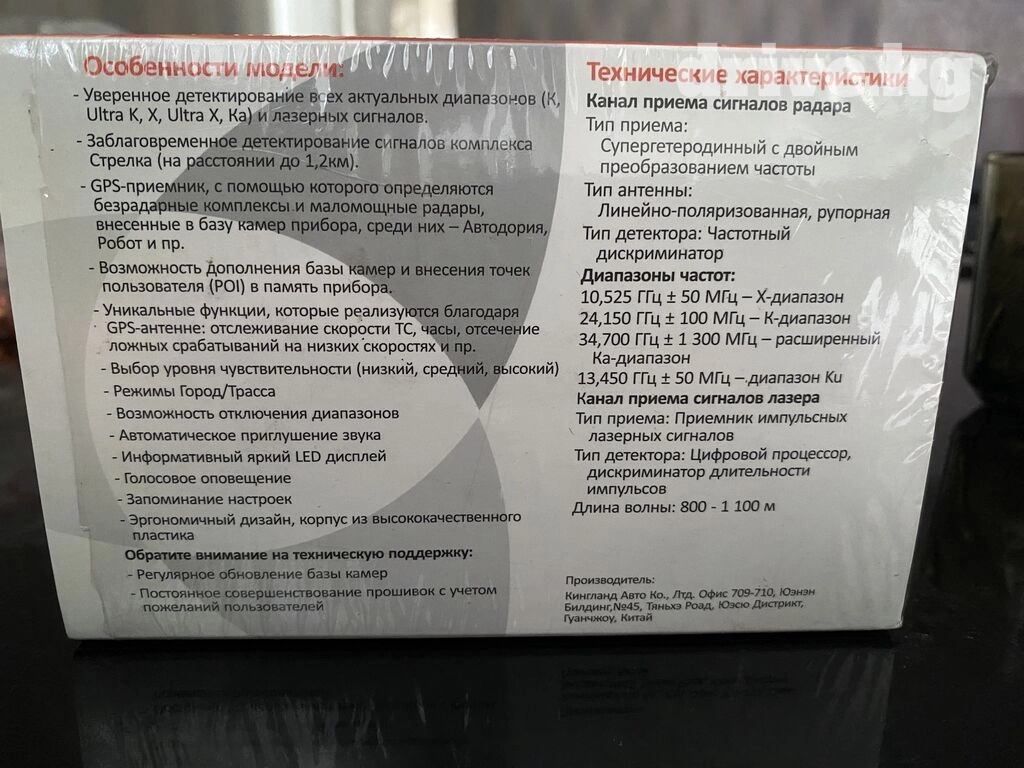 drive.kg
Особенности модели:
- Уверенное детектирование всех актуальных диапазонов (K,
Ultra K, X, Ultra X, Ка) и лазерных сигналов.
- Заблаговременное детектирование сигналов комплекса
Стрелка (на расстоянии до 1,2км).
- GPS-приемник, с помощью которого определяются
безрадарные комплексы и маломощные радары,
внесенные в базу камер прибора, среди них – Автодория,
Робот и пр.
- Возможность дополнения базы камер и внесения точек
пользователя (POI) в память прибора.
- Уникальные функции, которые реализуются благодаря
GPS-антенне: отслеживание скорости ТС, часы, отсечение
ложных срабатываний на низких скоростях и пр.
- Выбор уровня чувствительности (низкий, средний, высокий)
- Режимы Город/Трасса
- Возможность отключения диапазонов
- Автоматическое приглушение звука
- Информативный яркий LED дисплей
- Голосовое оповещение
- Запоминание настроек
- Эргономичный дизайн, корпус из высококачественного
пластика
Обратите внимание на техническую поддержку:
- Регулярное обновление базы камер
- Постоянное совершенствование прошивок с учетом
пожеланий пользователей
Технические характеристики
Канал приема сигналов радара
Тип приема:
Супергетеродинный с двойным
преобразованием частоты
Тип антенны:
Линейно-поляризованная, рупорная
Тип детектора: Частотный
дискриминатор
Диапазоны частот:
10,525 ГГц ± 50 МГц – X-диапазон
24,150 ГГц ± 100 МГц – K-диапазон
34,700 ГГц ± 1 300 МГц – расширенный
Ка-диапазон
13,450 ГГц ± 50 МГц – диапазон Ku
Канал приема сигналов лазера
Тип приема: Приемник импульсных
лазерных сигналов
Тип детектора: Цифровой процессор,
дискриминатор длительности
импульсов
Длина волны: 800 - 1 100 м
Производитель:
Кингланд Авто Ко., Лтд. Офис 709-710, Юэнэн
Билдинг,№45, Тяньхэ Роад, Юэсю Дистрикт,
Гуанчжоу, Китай